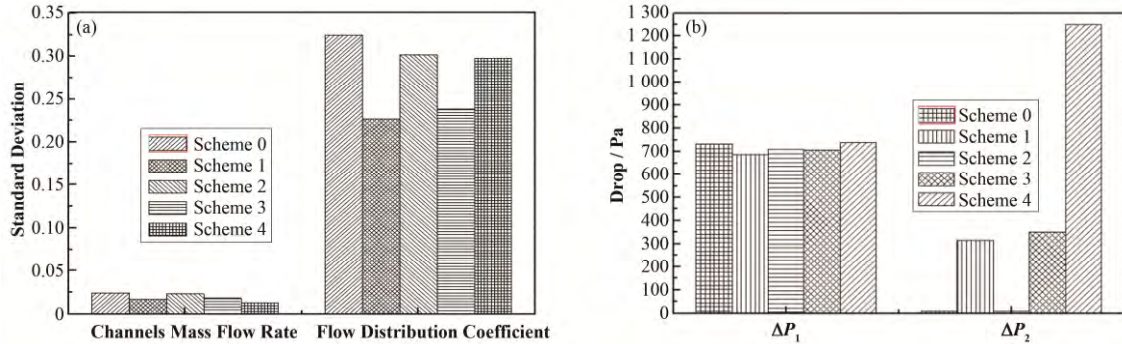 (a)
Standard Deviation
0.35
0.30
0.25
0.20
0.15
0.10
0.05
0
Scheme 0
Scheme 1
Scheme 2
Scheme 3
Scheme 4
Channels Mass Flow Rate
Flow Distribution Coefficient
(b)
Drop / Pa
1 300
1 200
1 100
1 000
900
800
700
600
500
400
300
200
100
0
Scheme 0
Scheme 1
Scheme 2
Scheme 3
Scheme 4
ΔP₁
ΔP₂